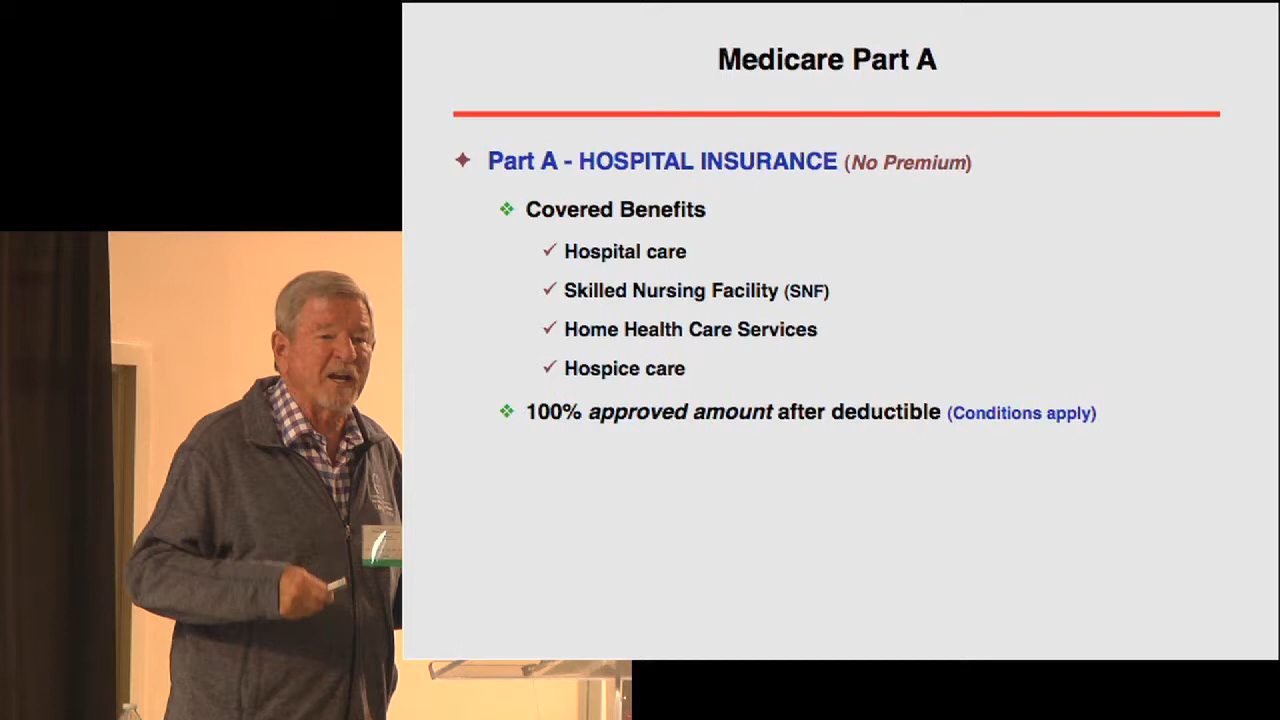 Medicare Part A
Part A - HOSPITAL INSURANCE (No Premium)
Covered Benefits
Hospital care
Skilled Nursing Facility (SNF)
Home Health Care Services
Hospice care
100% approved amount after deductible (Conditions apply)